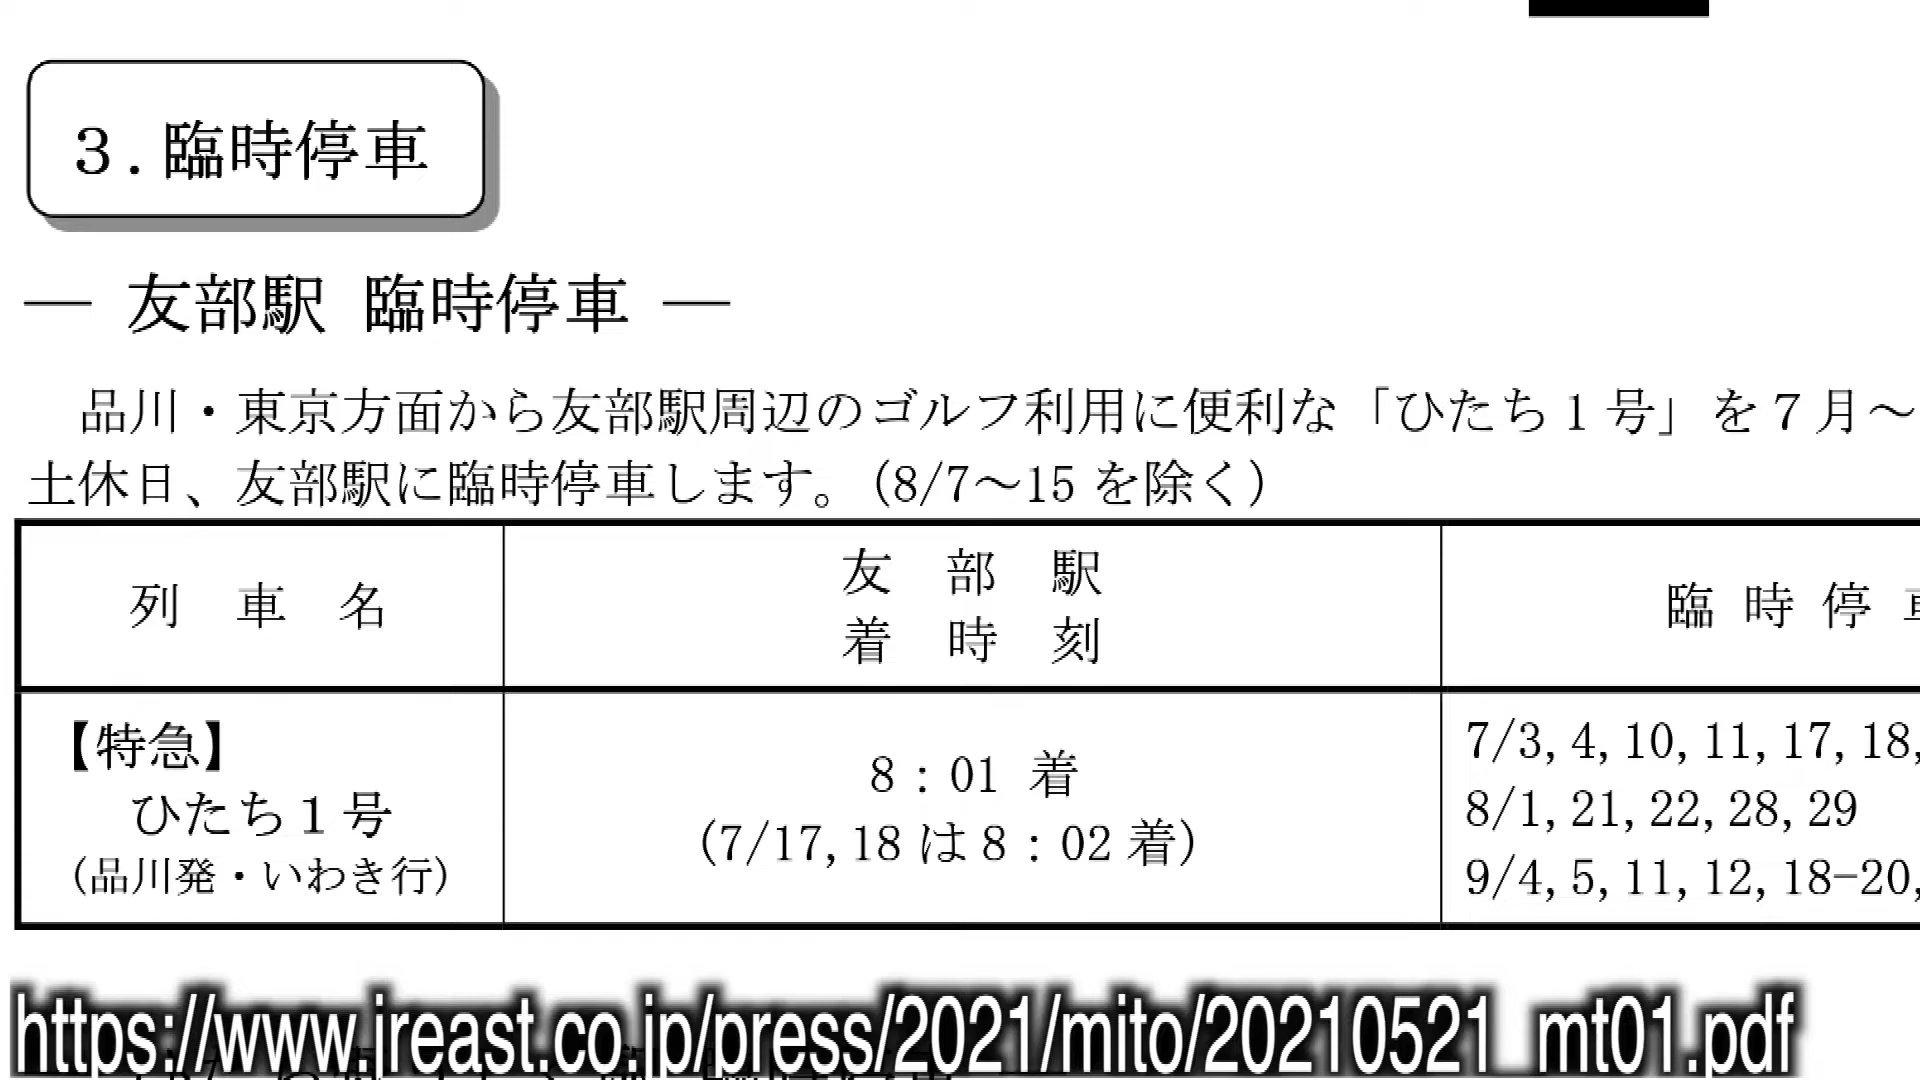 3.臨時停車
― 友部駅 臨時停車 ―
品川・東京方面から友部駅周辺のゴルフ利用に便利な「ひたち1号」を7月～
土休日、友部駅に臨時停車します。(8/7～15 を除く)
列 車 名
友 部 駅
着 時 刻
臨 時 停
【特急】
ひたち1号
(品川発・いわき行)
8:01 着
(7/17,18 は 8:02 着)
7/3,4,10,11,17,18,
8/1,21,22,28,29
9/4,5,11,12,18-20,
https://www.jreast.co.jp/press/2021/mito/20210521_mt01.pdf